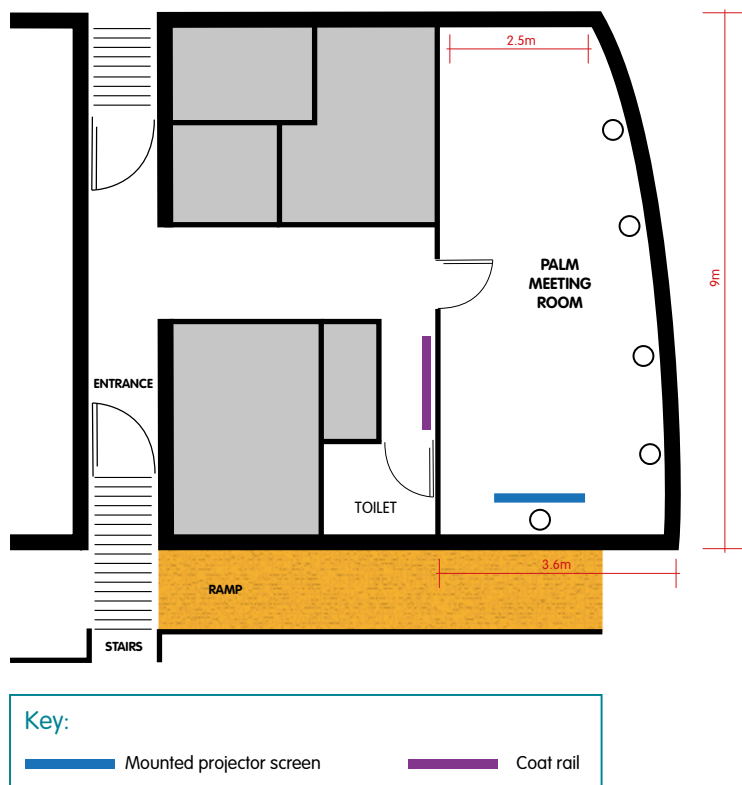 2.5m
PALM
MEETING
ROOM
9m
ENTRANCE
TOILET
3.6m
RAMP
STAIRS
Key:
Mounted projector screen
Coat rail